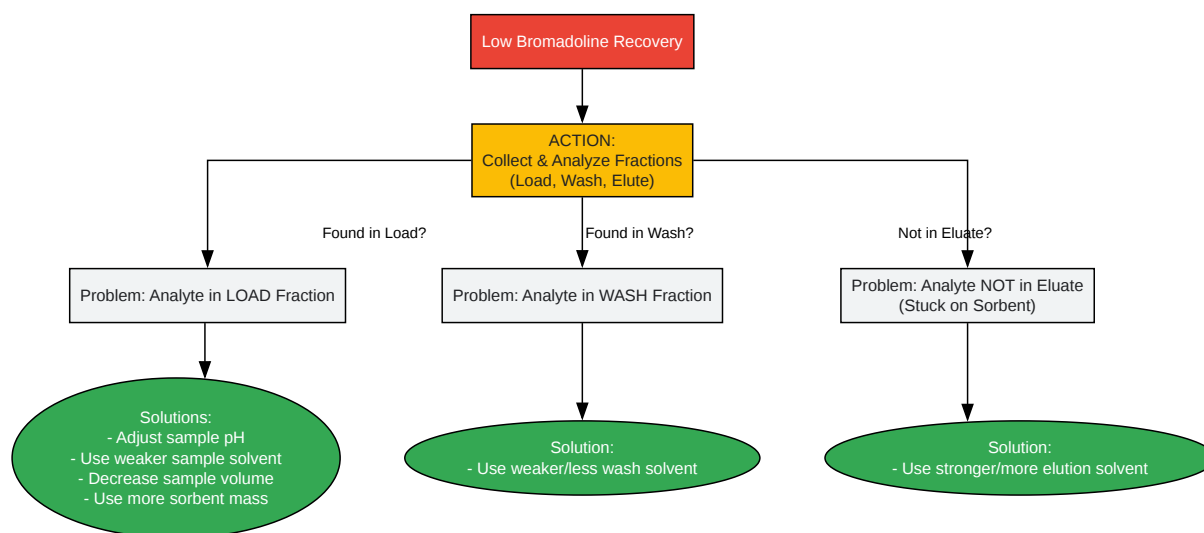 Low Bromadoline Recovery
ACTION:
Collect & Analyze Fractions
(Load, Wash, Elute)
Found in Load?
Found in Wash?
Not in Eluate?
Problem: Analyte in LOAD Fraction
Problem: Analyte in WASH Fraction
Problem: Analyte NOT in Eluate
(Stuck on Sorbent)
Solutions:
- Adjust sample pH
- Use weaker sample solvent
- Decrease sample volume
- Use more sorbent mass
Solution:
- Use weaker/less wash solvent
Solution:
- Use stronger/more elution solvent